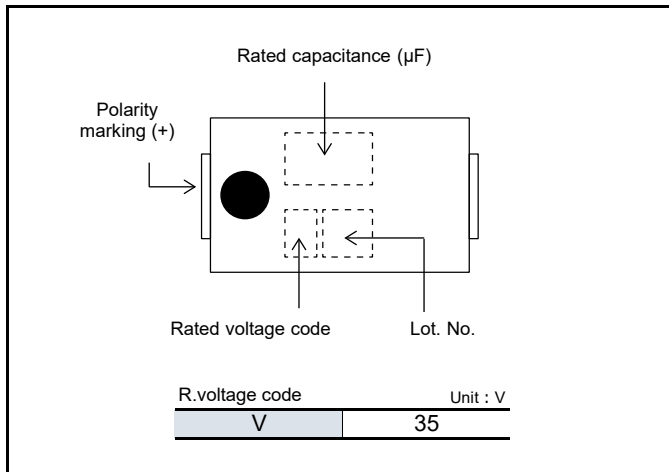 Rated capacitance (μF)
Polarity
marking (+)
Rated voltage code
Lot. No.
R.voltage code
Unit : V
V
35